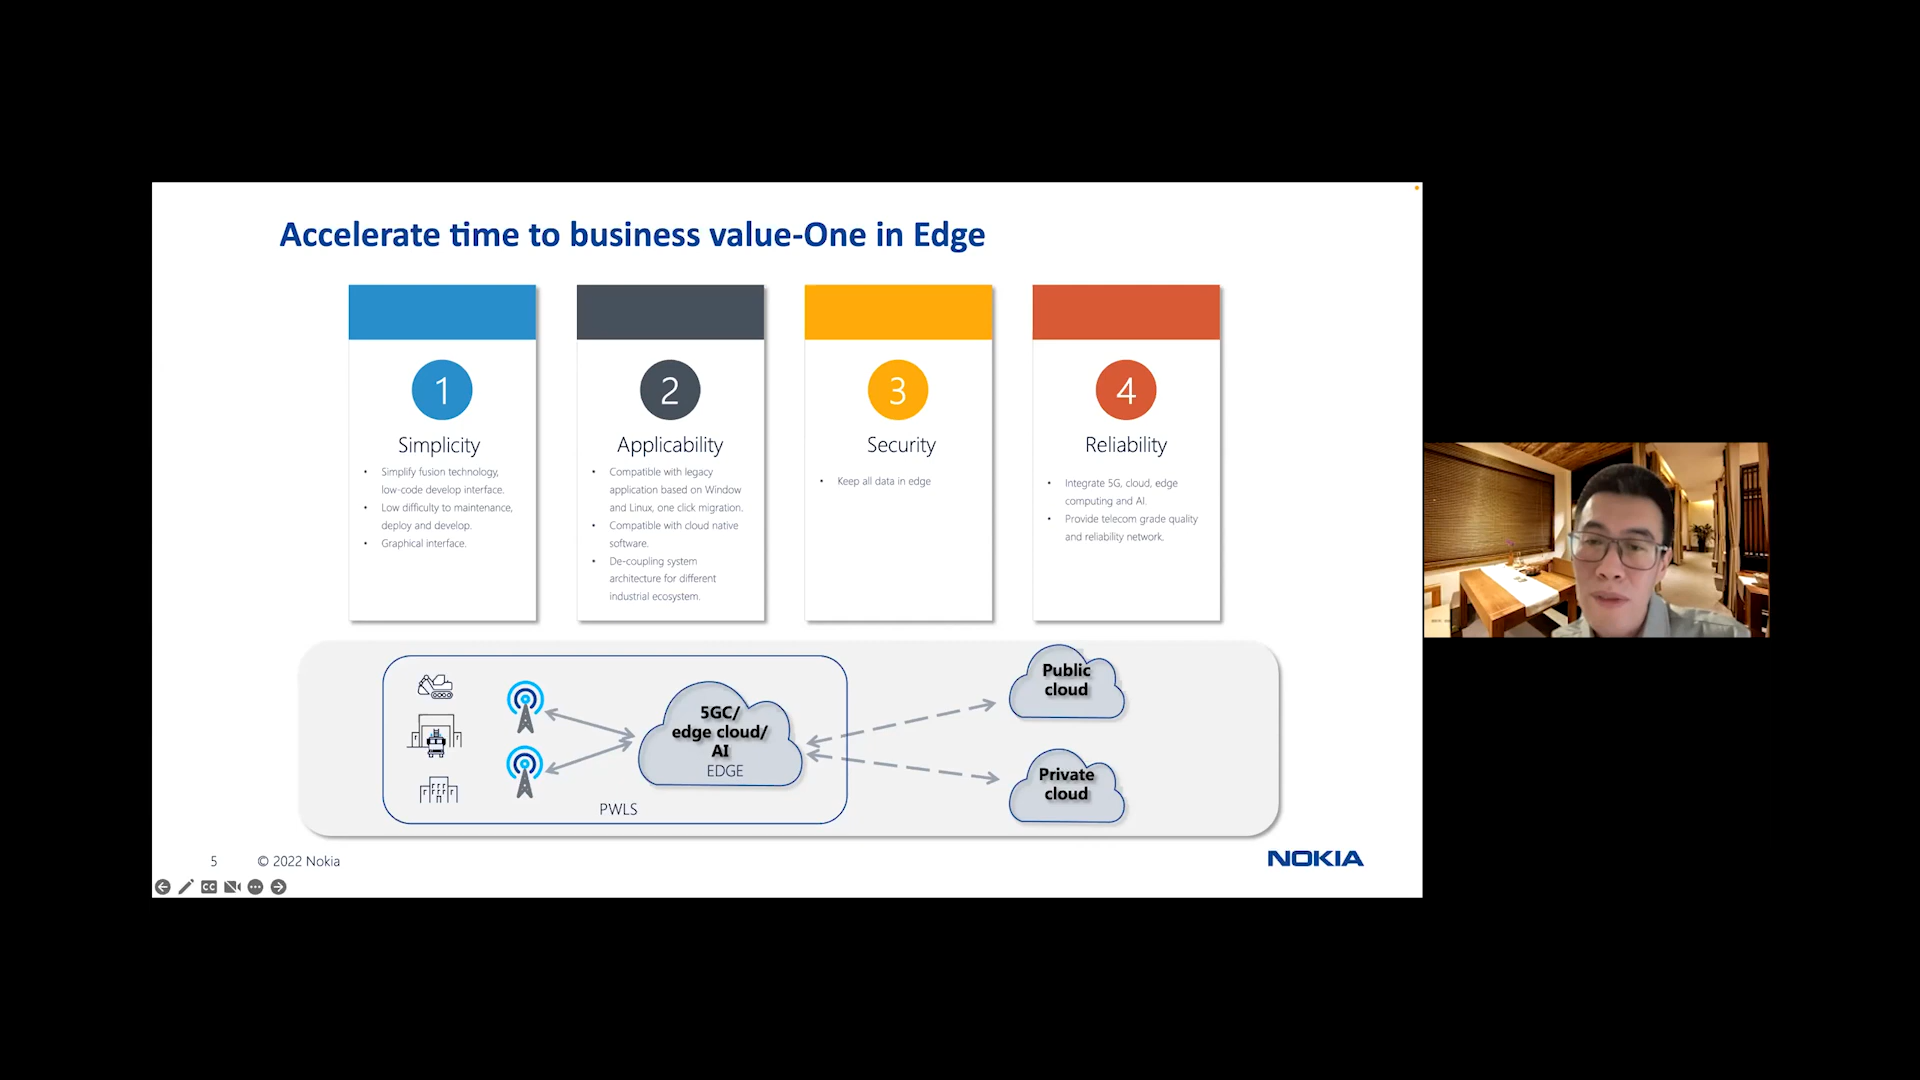 Accelerate time to business value-One in Edge
1
Simplicity
• Simplify fusion technology,
low-code develop interface.
• Low difficulty to maintenance,
deploy and develop.
• Graphical interface.
2
Applicability
• Compatible with legacy
application based on Window
and Linux, one click migration.
• Compatible with cloud native
software.
• De-coupling system
architecture for different
industrial ecosystem.
3
Security
• Keep all data in edge
4
Reliability
• Integrate 5G, cloud, edge
computing and AI.
• Provide telecom grade quality
and reliability network,
5GC/
edge cloud/
AI
EDGE
PWLS
Public
cloud
Private
cloud
5
© 2022 Nokia
NOKIA
CC